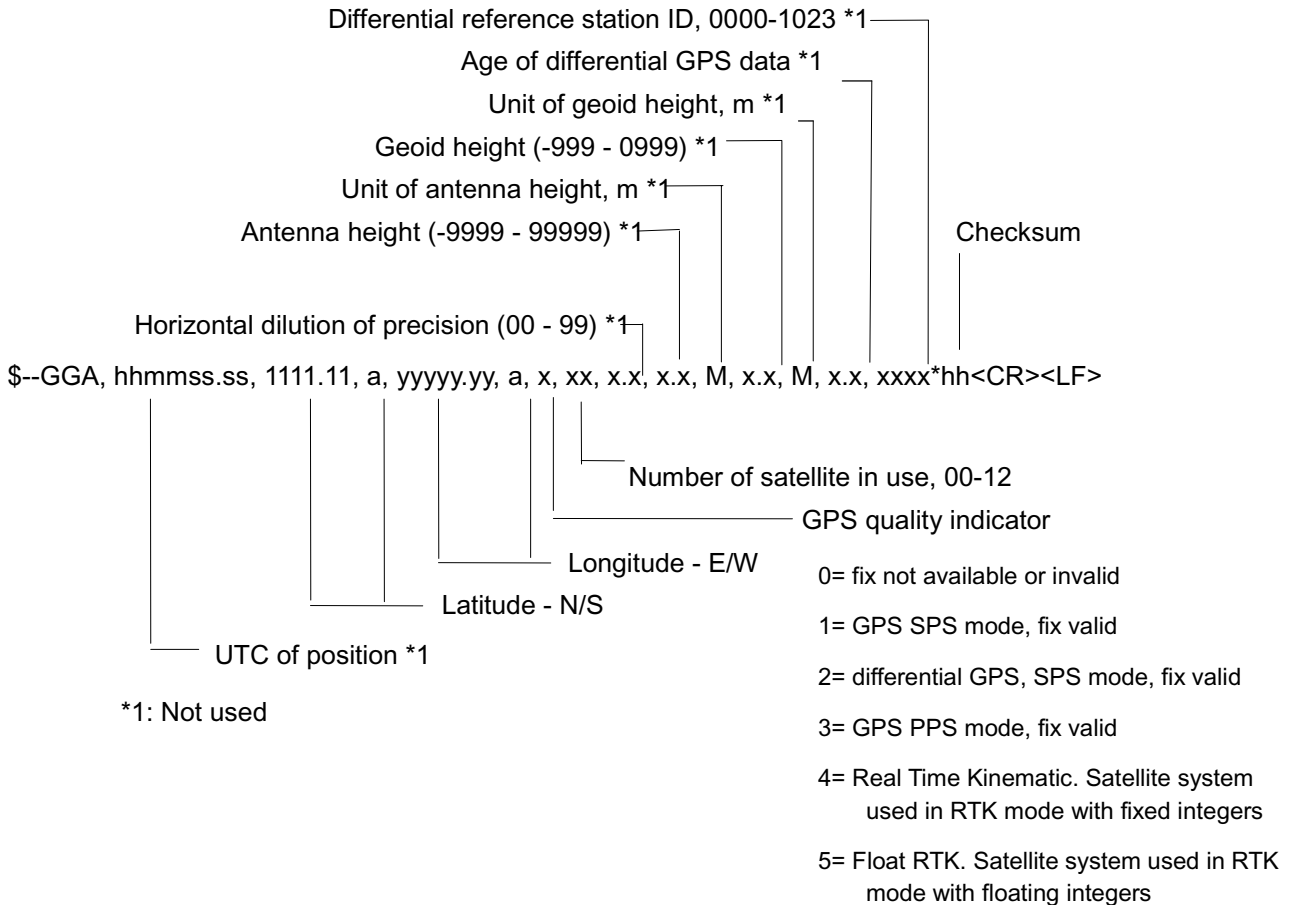 Differential reference station ID, 0000-1023 *1
Age of differential GPS data *1
Unit of geoid height, m *1
Geoid height (-999 - 0999) *1
Unit of antenna height, m *1
Antenna height (-9999 - 99999) *1
Checksum
Horizontal dilution of precision (00 - 99) *1
$--GGA, hhmmss.ss, 1111.11, a, yyyyy.yy, a, x, xx, x.x, x.x, M, x.x, M, x.x, xxxx*hh<CR><LF>
Number of satellite in use, 00-12
GPS quality indicator
Longitude - E/W
0= fix not available or invalid
Latitude - N/S
1= GPS SPS mode, fix valid
UTC of position *1
2= differential GPS, SPS mode, fix valid
*1: Not used
3= GPS PPS mode, fix valid
4= Real Time Kinematic. Satellite system
used in RTK mode with fixed integers
5= Float RTK. Satellite system used in RTK
mode with floating integers